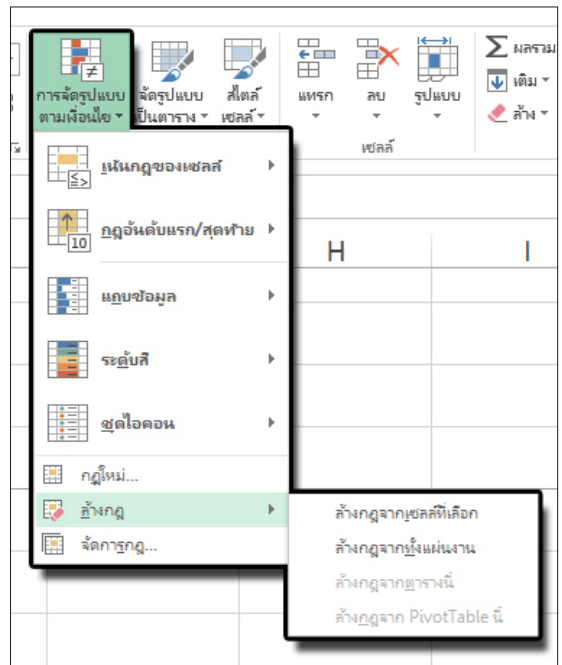 การจัดรูปแบบ
ตามเงื่อนไข
จัดรูปแบบ
เป็นตาราง
สไตล์
เซลล์
แทรก
ลบ
รูปแบบ
เซลล์
ผลรวม
เติม
ล้าง
เน้นกฎของเซลล์
กฎอันดับแรก/สุดท้าย
10
แถบข้อมูล
ระดับสี
ชุดไอคอน
กฎใหม่...
ล้างกฎ
จัดการกฎ...
H
I
ล้างกฎจากเซลล์ที่เลือก
ล้างกฎจากทั้งแผ่นงาน
ล้างกฎจากตารางนี้
ล้างกฎจาก PivotTable นี้